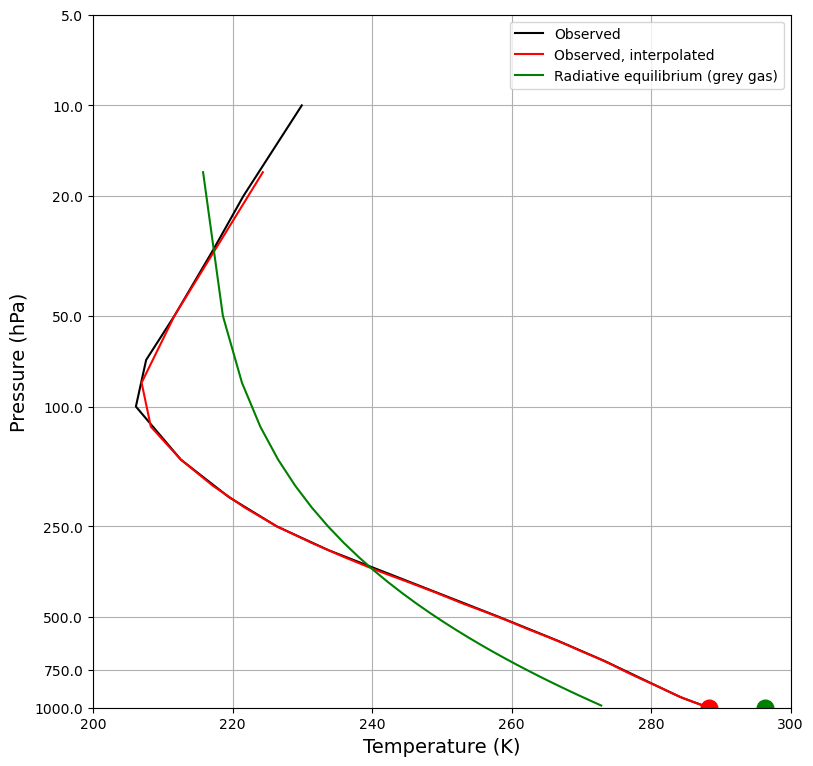 5.0
10.0
20.0
50.0
100.0
250.0
500.0
750.0
1000.0
Pressure (hPa)
Observed
Observed, interpolated
Radiative equilibrium (grey gas)
200 220 240 260 280 300
Temperature (K)